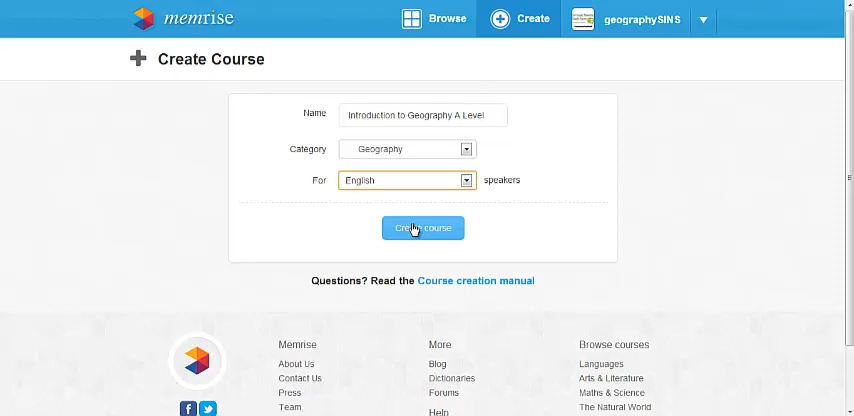 memrise Browse Create geographySINS
Create Course
Name Introduction to Geography A Level
Category Geography
For English speakers
Create course
Questions? Read the Course creation manual
Memrise More Browse courses
About Us Blog Languages
Contact Us Dictionaries Arts & Literature
Press Forums Maths & Science
Team Help The Natural World